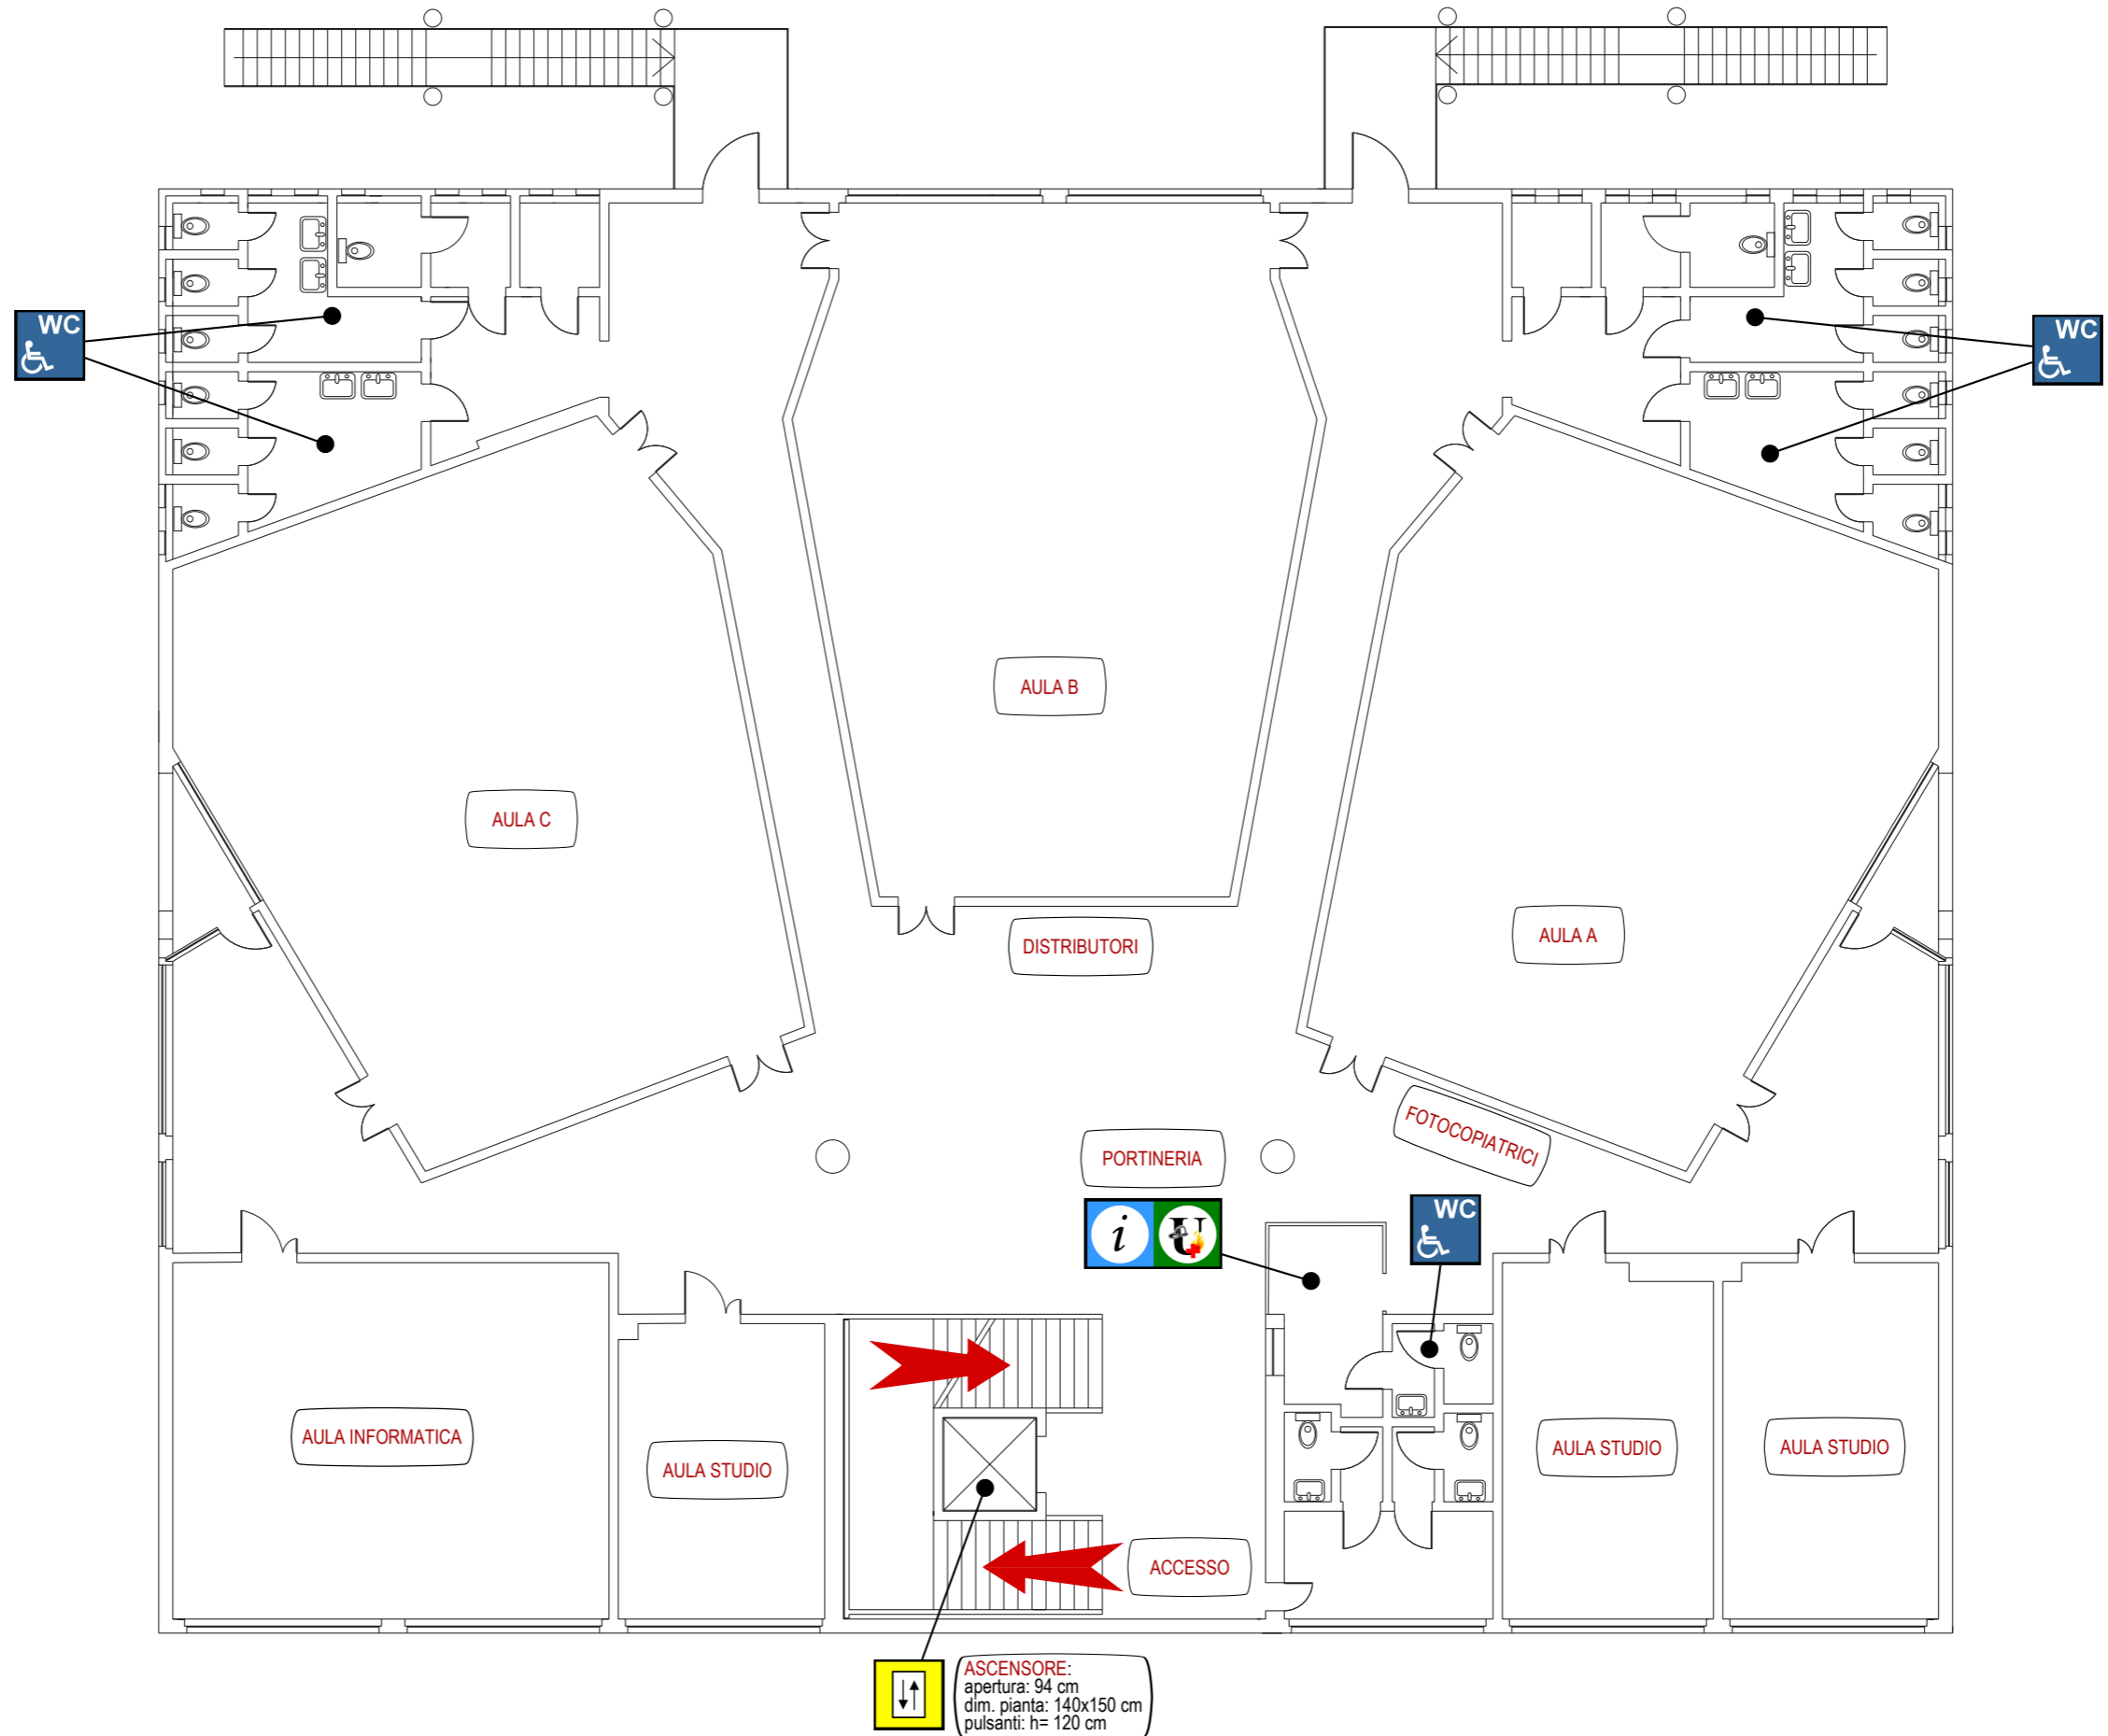 WC
WC
AULA B
AULA C
AULA A
DISTRIBUTORI
FOTOCOPIATRICI
PORTINERIA
i U
WC
AULA INFORMATICA
AULA STUDIO
AULA STUDIO
AULA STUDIO
ACCESSO
ASCENSORE:
apertura: 94 cm
dim. pianta: 140x150 cm
pulsanti: h= 120 cm